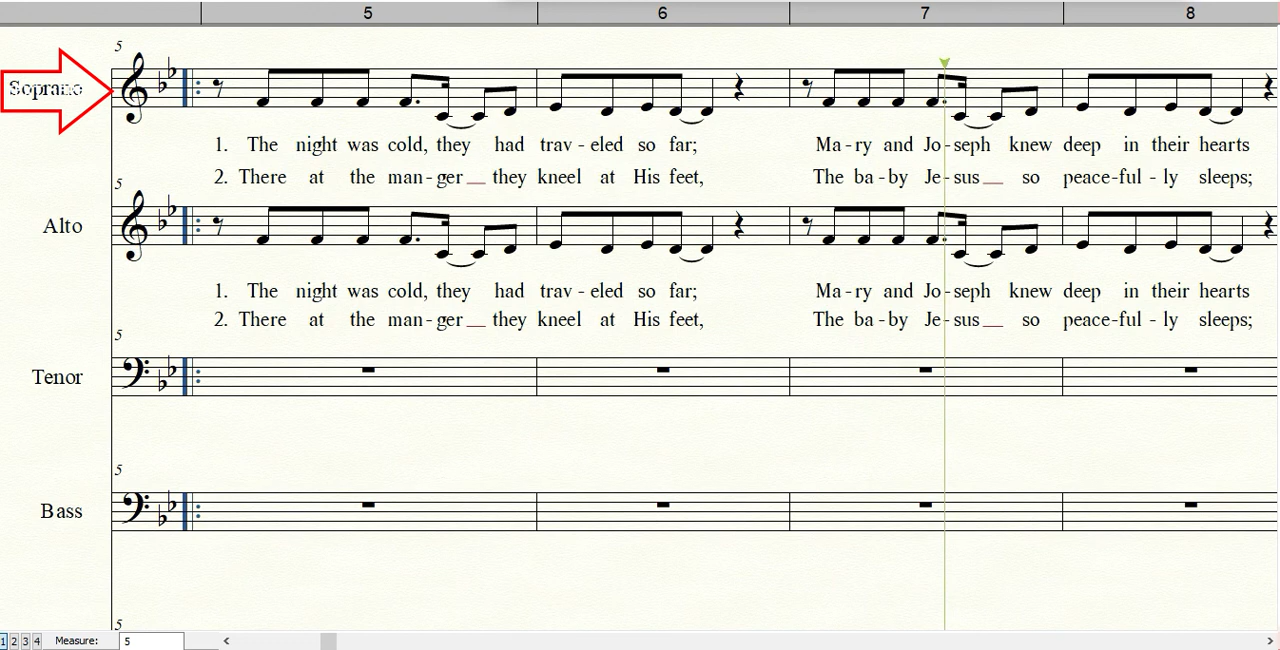 5 6 7 8
5
Soprano
1. The night was cold, they had trav - eled so far; Ma - ry and Jo - seph knew deep in their hearts
2. There at the man - ger__ they kneel at His feet, The ba - by Je - sus__ so peace - ful - ly sleeps;
5
Alto
1. The night was cold, they had trav - eled so far; Ma - ry and Jo - seph knew deep in their hearts
2. There at the man - ger__ they kneel at His feet, The ba - by Je - sus__ so peace - ful - ly sleeps;
5
Tenor
5
Bass
5
1 2 3 4 Measure: 5